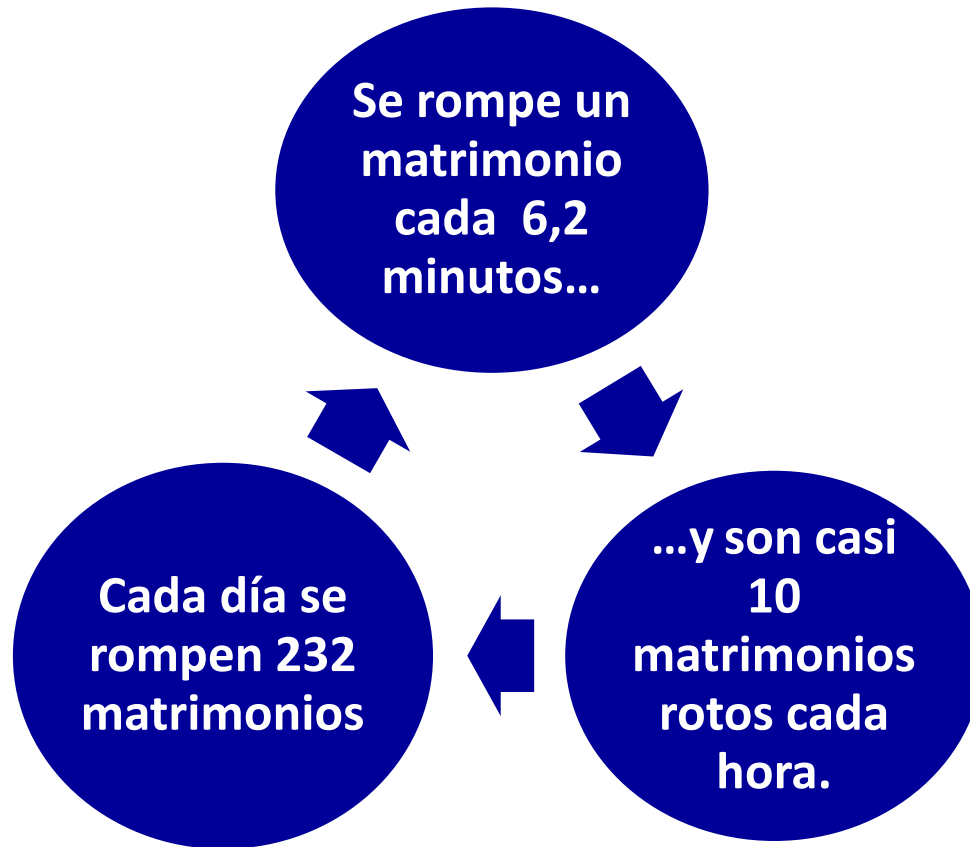 Se rompe un
matrimonio
cada 6,2
minutos…
…y son casi
10
matrimonios
rotos cada
hora.
Cada día se
rompen 232
matrimonios